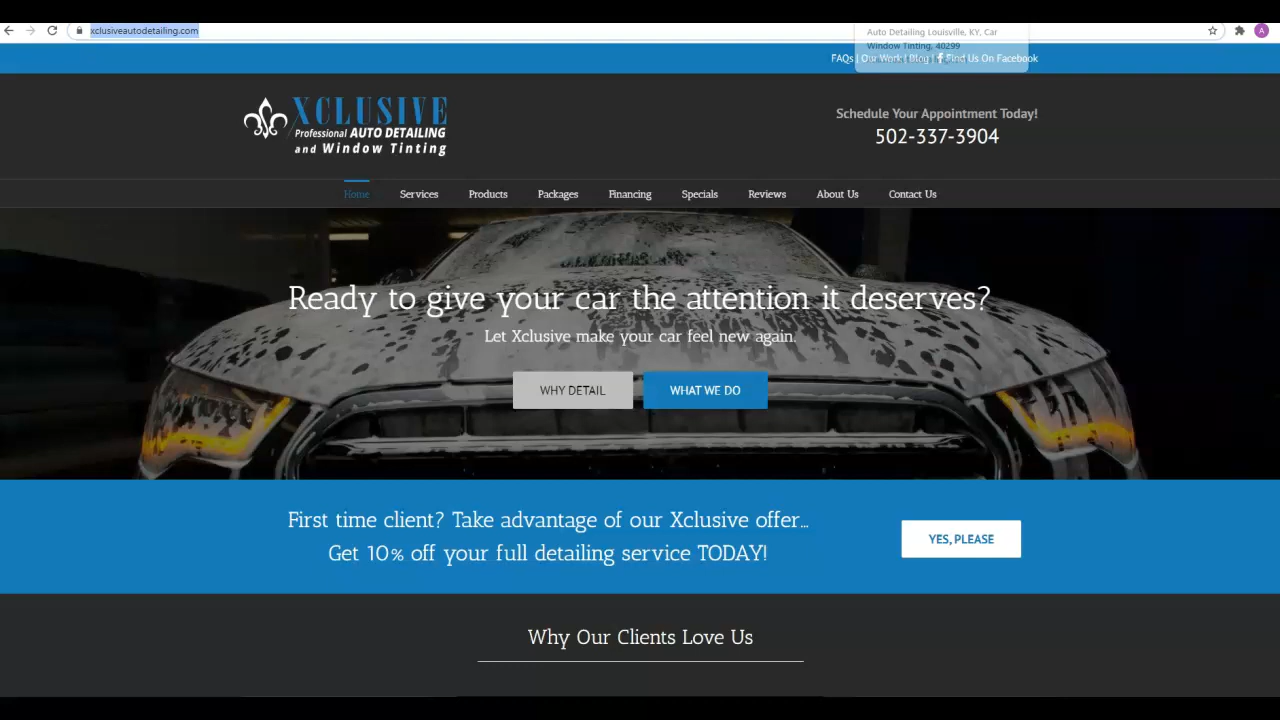 xclusiveautodetailing.com
A
Auto Detailing Louisville, KY, Car
Window Tinting, 40299
FAQs | Our Work | Blog | f Find Us On Facebook
XCLUSIVE
Professional AUTO DETAILING
and Window Tinting
Schedule Your Appointment Today!
502-337-3904
Home Services Products Packages Financing Specials Reviews About Us Contact Us
Ready to give your car the attention it deserves?
Let Xclusive make your car feel new again.
WHY DETAIL WHAT WE DO
First time client? Take advantage of our Xclusive offer...
Get 10% off your full detailing service TODAY!
YES, PLEASE
Why Our Clients Love Us